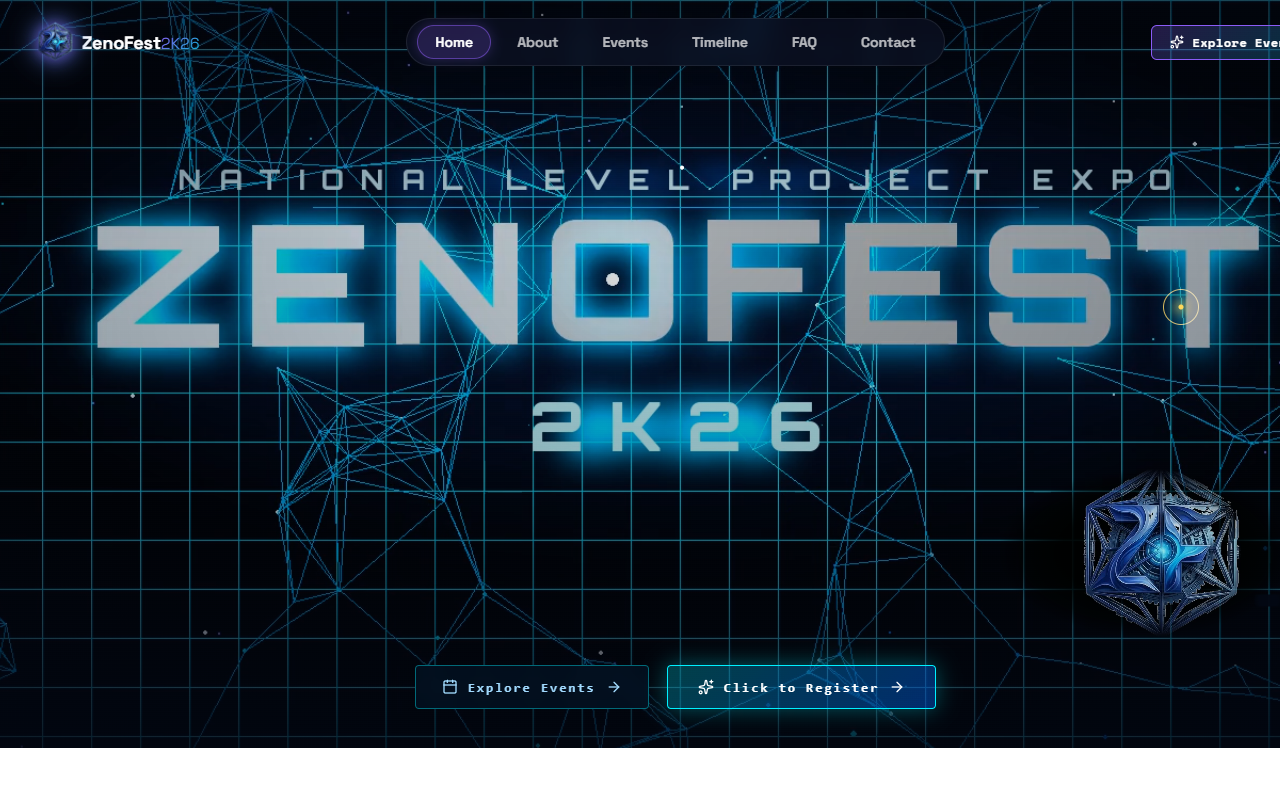 ZenoFest2K26
Home About Events Timeline FAQ Contact
Explore
NATIONAL LEVEL PROJECT EXPO
ZENOFEST
2K26
ZF
Explore Events
Click to Register